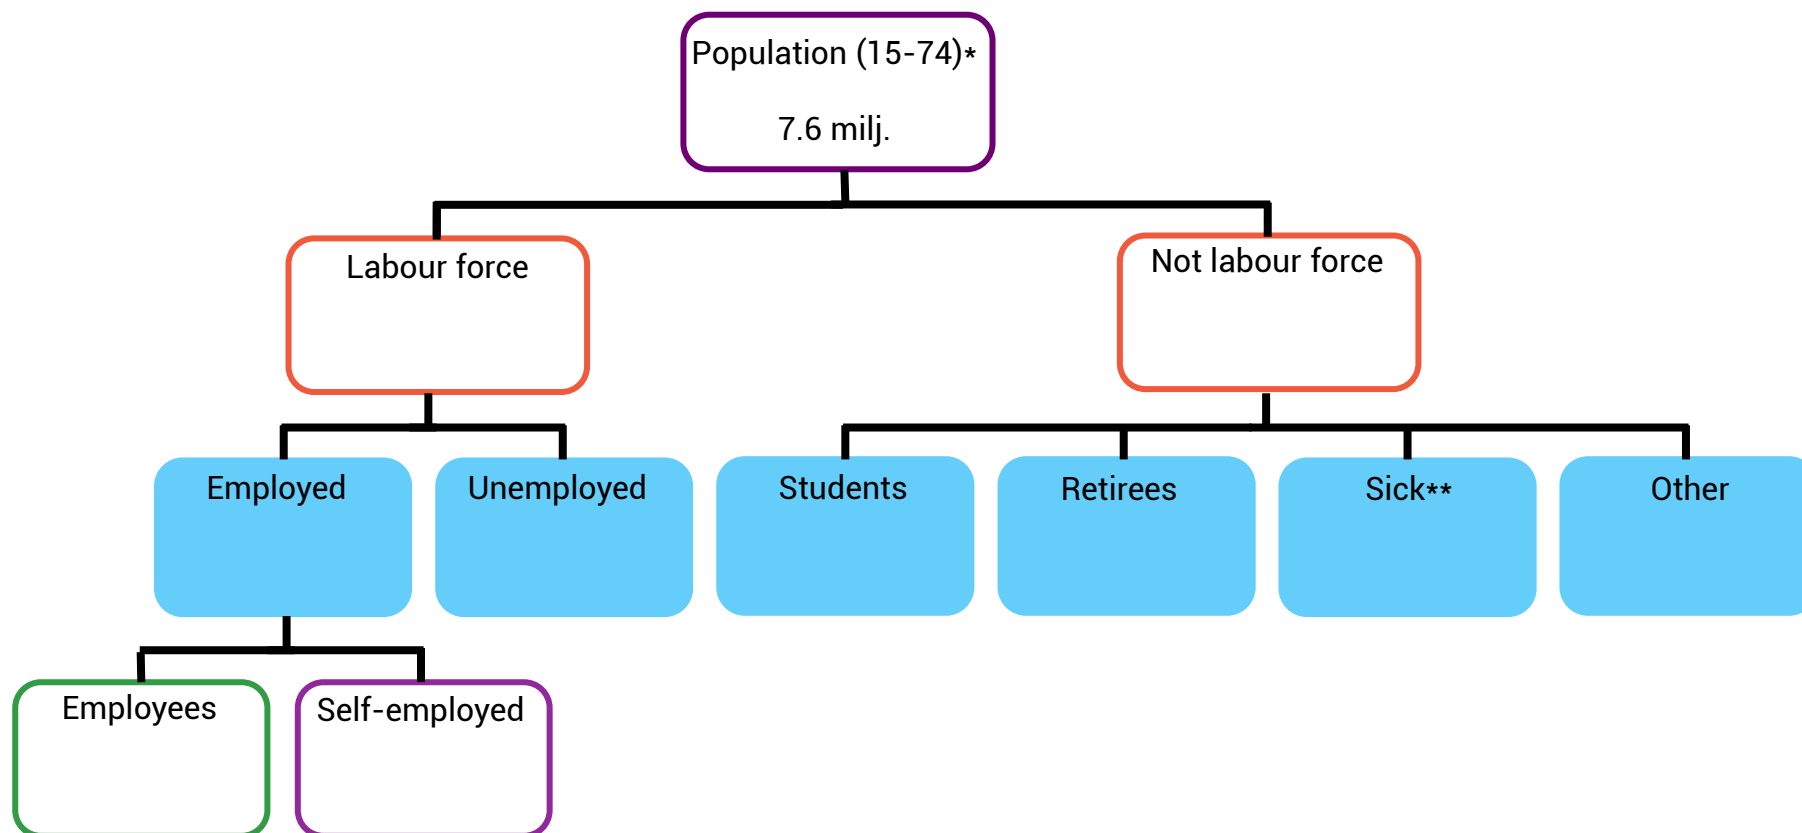 Population (15-74)*
7.6 milj.
Labour force
Not labour force
Employed
Unemployed
Students
Retirees
Sick**
Other
Employees
Self-employed